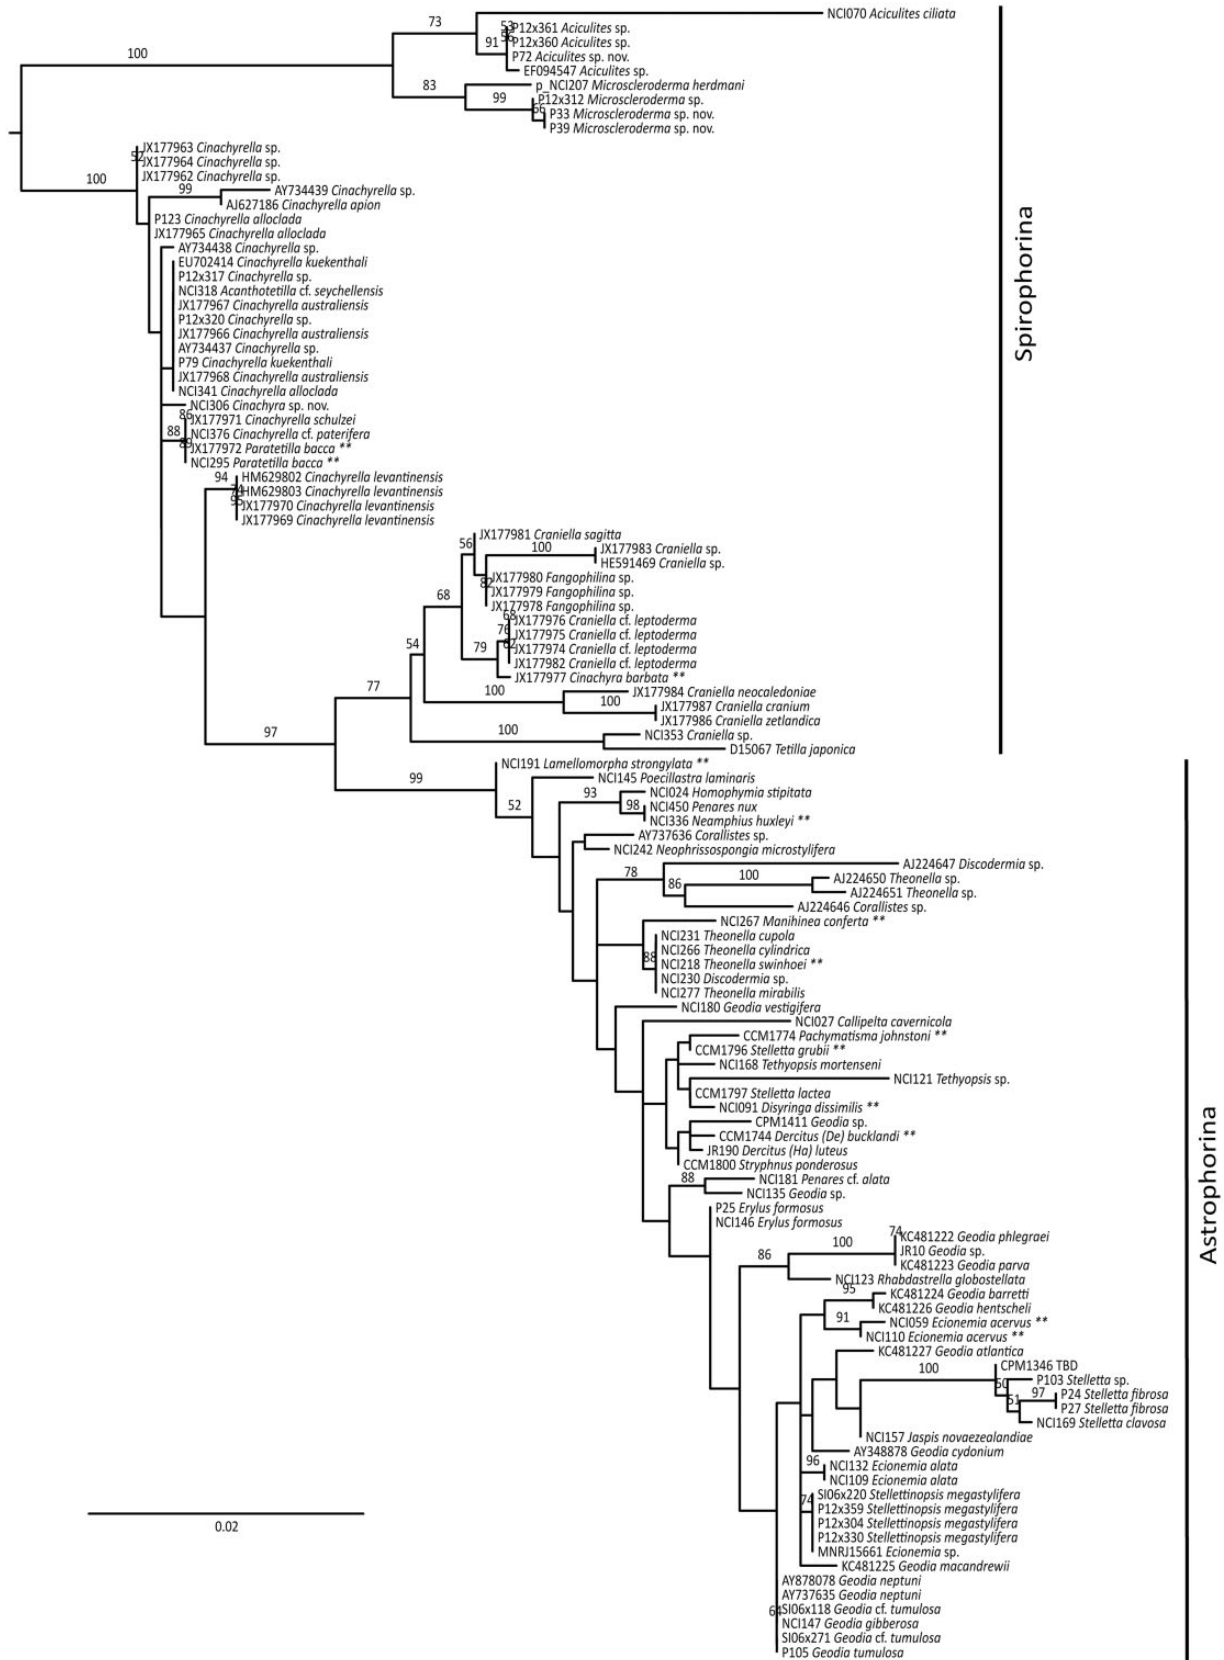 NCI070 Aciculites ciliata
73
53
P12x361 Aciculites sp.
56
P12x360 Aciculites sp.
91
100
P72 Aciculites sp. nov.
EF094547 Aciculites sp.
83
p_NCI207 Microscleroderma herdmani
99
P12x312 Microscleroderma sp.
P33 Microscleroderma sp. nov.
P39 Microscleroderma sp. nov.
JX177963 Cinachyrella sp.
JX177964 Cinachyrella sp.
JX177962 Cinachyrella sp.
100
99
AY734439 Cinachyrella sp.
AJ627186 Cinachyrella apion
P123 Cinachyrella alloclada
JX177965 Cinachyrella alloclada
AY734438 Cinachyrella sp.
EU702414 Cinachyrella kuekenthali
P12x317 Cinachyrella sp.
NCI318 Acanthotetilla cf. seychellensis
JX177967 Cinachyrella australiensis
P12x320 Cinachyrella sp.
JX177966 Cinachyrella australiensis
AY734437 Cinachyrella sp.
P79 Cinachyrella kuekenthali
JX177968 Cinachyrella australiensis
NCI341 Cinachyrella alloclada
NCI306 Cinachyra sp. nov.
86
JX177971 Cinachyrella schulzei
88
NCI376 Cinachyrella cf. paterifera
89
JX177972 Paratetilla bacca **
NCI295 Paratetilla bacca **
94
HM629802 Cinachyrella levantinensis
HM629803 Cinachyrella levantinensis
JX177970 Cinachyrella levantinensis
JX177969 Cinachyrella levantinensis
JX177981 Craniella sagitta
56
100
JX177983 Craniella sp.
HE591469 Craniella sp.
JX177980 Fangophilina sp.
JX177979 Fangophilina sp.
68
JX177978 Fangophilina sp.
68
JX177976 Craniella cf. leptoderma
JX177975 Craniella cf. leptoderma
54
79
JX177974 Craniella cf. leptoderma
JX177982 Craniella cf. leptoderma
JX177977 Cinachyra barbata **
77
100
JX177984 Craniella neocaledoniae
100
JX177987 Craniella cranium
JX177986 Craniella zetlandica
97
100
NCI353 Craniella sp.
D15067 Tetilla japonica
Spirophorina
NCI191 Lamellomorpha strongylata **
99
NCI145 Poecillastra laminaris
93
NCI024 Homophymia stipitata
52
98
NCI450 Penares nux
NCI336 Neamphius huxleyi **
AY737636 Corallistes sp.
NCI242 Neophrissospongia microstylifera
78
AJ224647 Discodermia sp.
100
AJ224650 Theonella sp.
86
AJ224651 Theonella sp.
AJ224646 Corallistes sp.
NCI267 Manihinea conferta **
NCI231 Theonella cupola
NCI266 Theonella cylindrica
88
NCI218 Theonella swinhoei **
NCI230 Discodermia sp.
NCI277 Theonella mirabilis
NCI180 Geodia vestigifera
NCI027 Callipelta cavernicola
CCM1774 Pachymatisma johnstoni **
CCM1796 Stelletta grubii **
NCI168 Tethyopsis mortenseni
NCI121 Tethyopsis sp.
CCM1797 Stelletta lactea
NCI091 Disyringa dissimilis **
CPM1411 Geodia sp.
CCM1744 Dercitus (De) bucklandi **
JR190 Dercitus (Ha) luteus
CCM1800 Stryphnus ponderosus
88
NCI181 Penares cf. alata
NCI135 Geodia sp.
P25 Erylus formosus
NCI146 Erylus formosus
74
KC481222 Geodia phlegraei
86
100
JR10 Geodia sp.
KC481223 Geodia parva
NCI123 Rhabdastrella globostellata
95
KC481224 Geodia barretti
KC481226 Geodia hentscheli
91
NCI059 Ecionemia acervus **
NCI110 Ecionemia acervus **
KC481227 Geodia atlantica
100
CPM1346 TBD
50
P103 Stelletta sp.
51
97
P24 Stelletta fibrosa
P27 Stelletta fibrosa
NCI169 Stelletta clavosa
NCI157 Jaspis novaezealandiae
AY348878 Geodia cydonium
96
NCI132 Ecionemia alata
NCI109 Ecionemia alata
SI06x220 Stellettinopsis megastylifera
74
P12x359 Stellettinopsis megastylifera
P12x304 Stellettinopsis megastylifera
P12x330 Stellettinopsis megastylifera
MNRJ15661 Ecionemia sp.
KC481225 Geodia macandrewii
AY878078 Geodia neptuni
AY737635 Geodia neptuni
64
SI06x118 Geodia cf. tumulosa
NCI147 Geodia gibberosa
SI06x271 Geodia cf. tumulosa
P105 Geodia tumulosa
Astrophorina
0.02